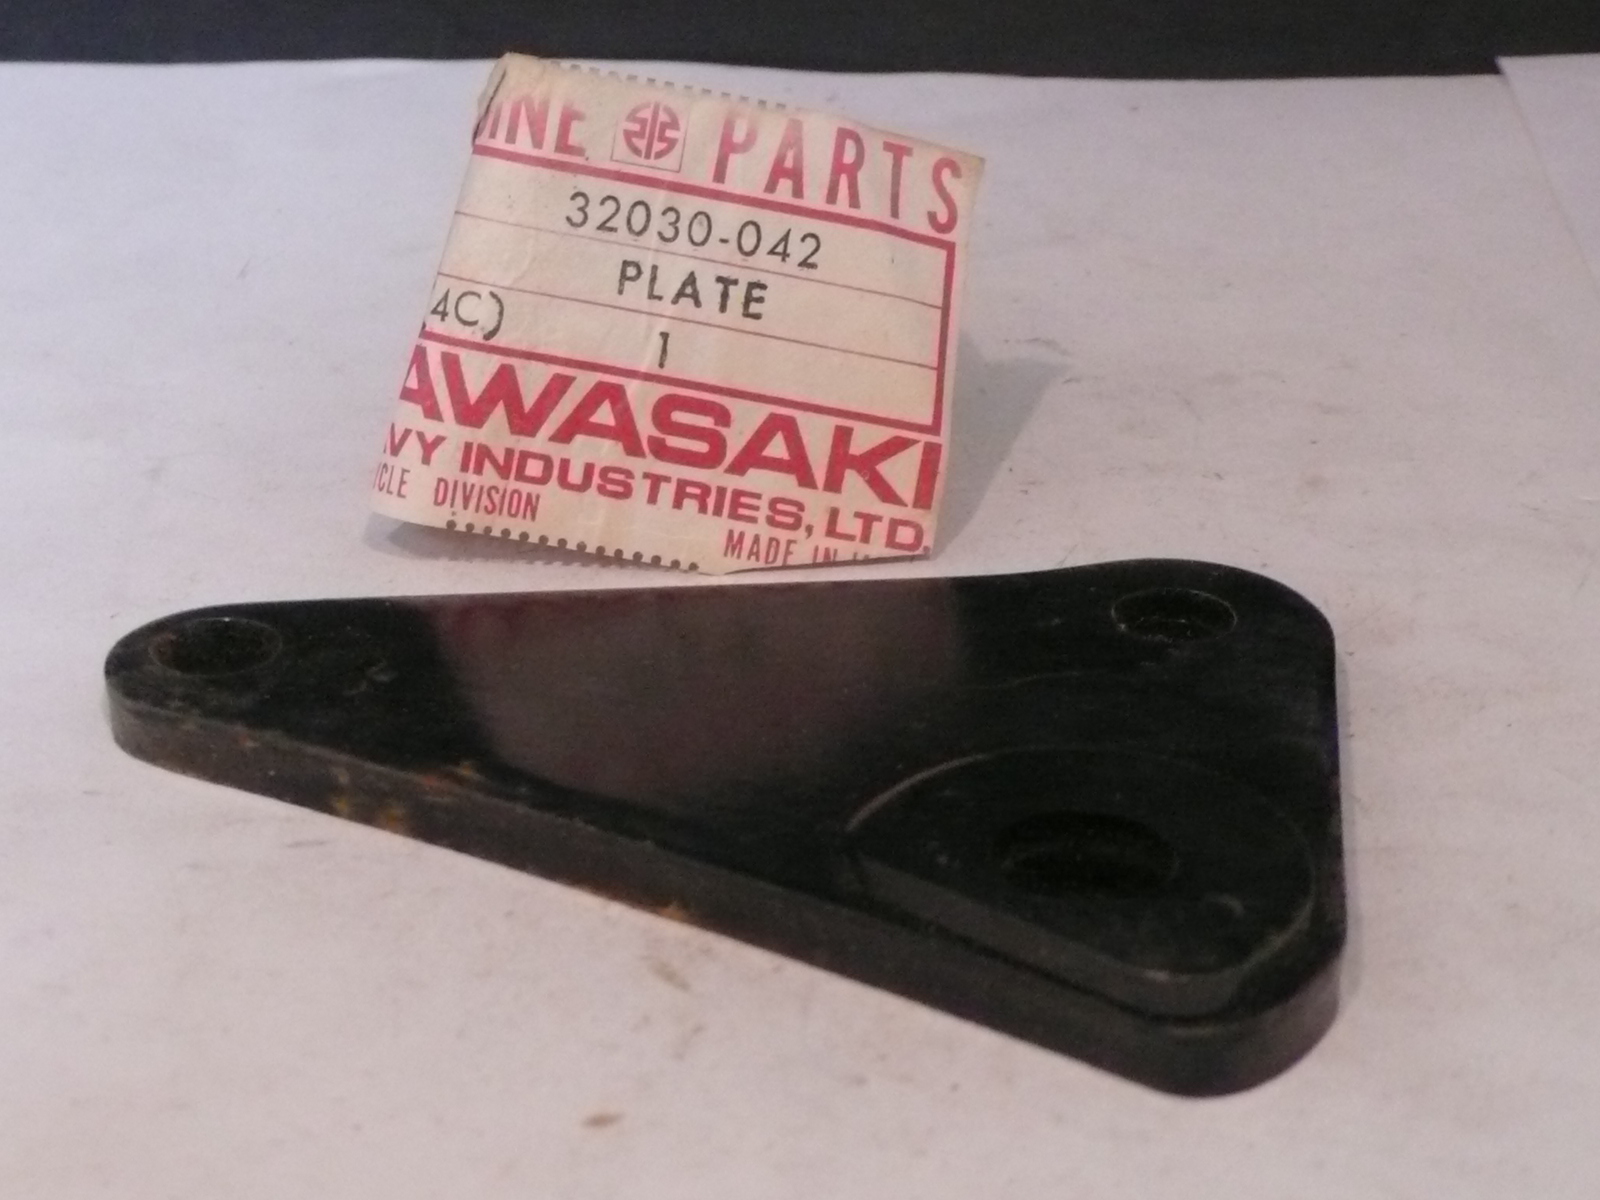 INE PARTS
32030-042
PLATE
4C) 1
AWASAKI
VY INDUSTRIES, LTD.
CLE DIVISION
MADE IN